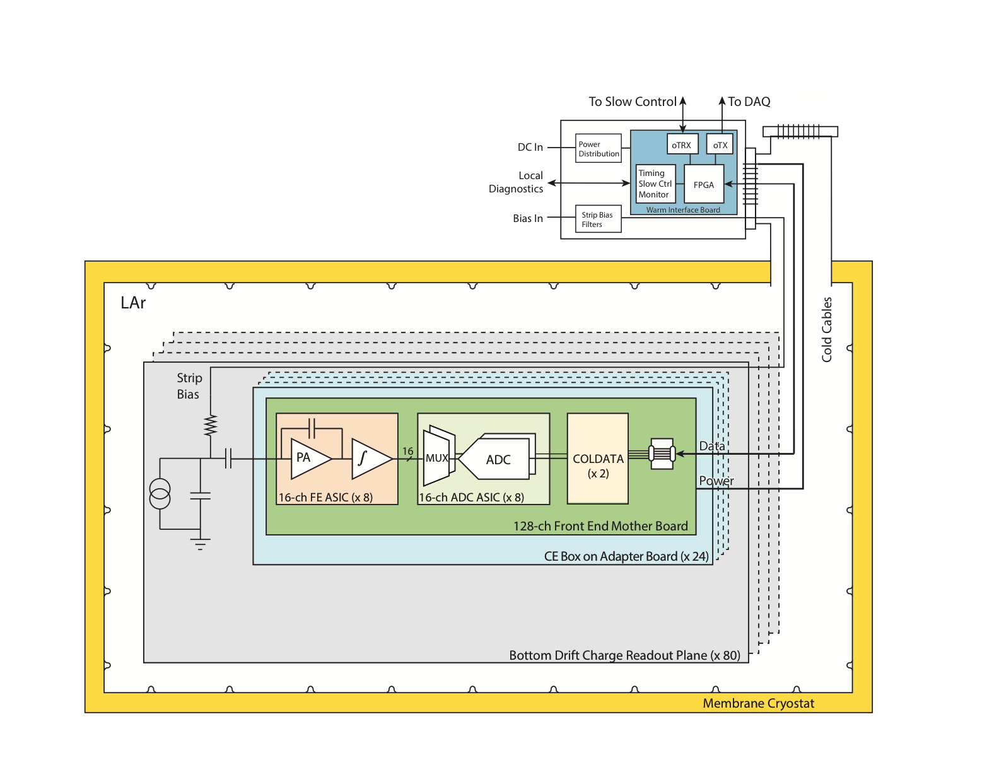 To Slow Control
To DAQ
DC In
Power
Distribution
oTRX
oTX
Local
Diagnostics
Timing
Slow Ctrl
Monitor
FPGA
Warm Interface Board
Bias In
Strip Bias
Filters
LAr
Cold Cables
Strip
Bias
PA
∫
16
MUX
ADC
COLDATA
(x 2)
Data
Power
16-ch FE ASIC (x 8)
16-ch ADC ASIC (x 8)
128-ch Front End Mother Board
CE Box on Adapter Board (x 24)
Bottom Drift Charge Readout Plane (x 80)
Membrane Cryostat